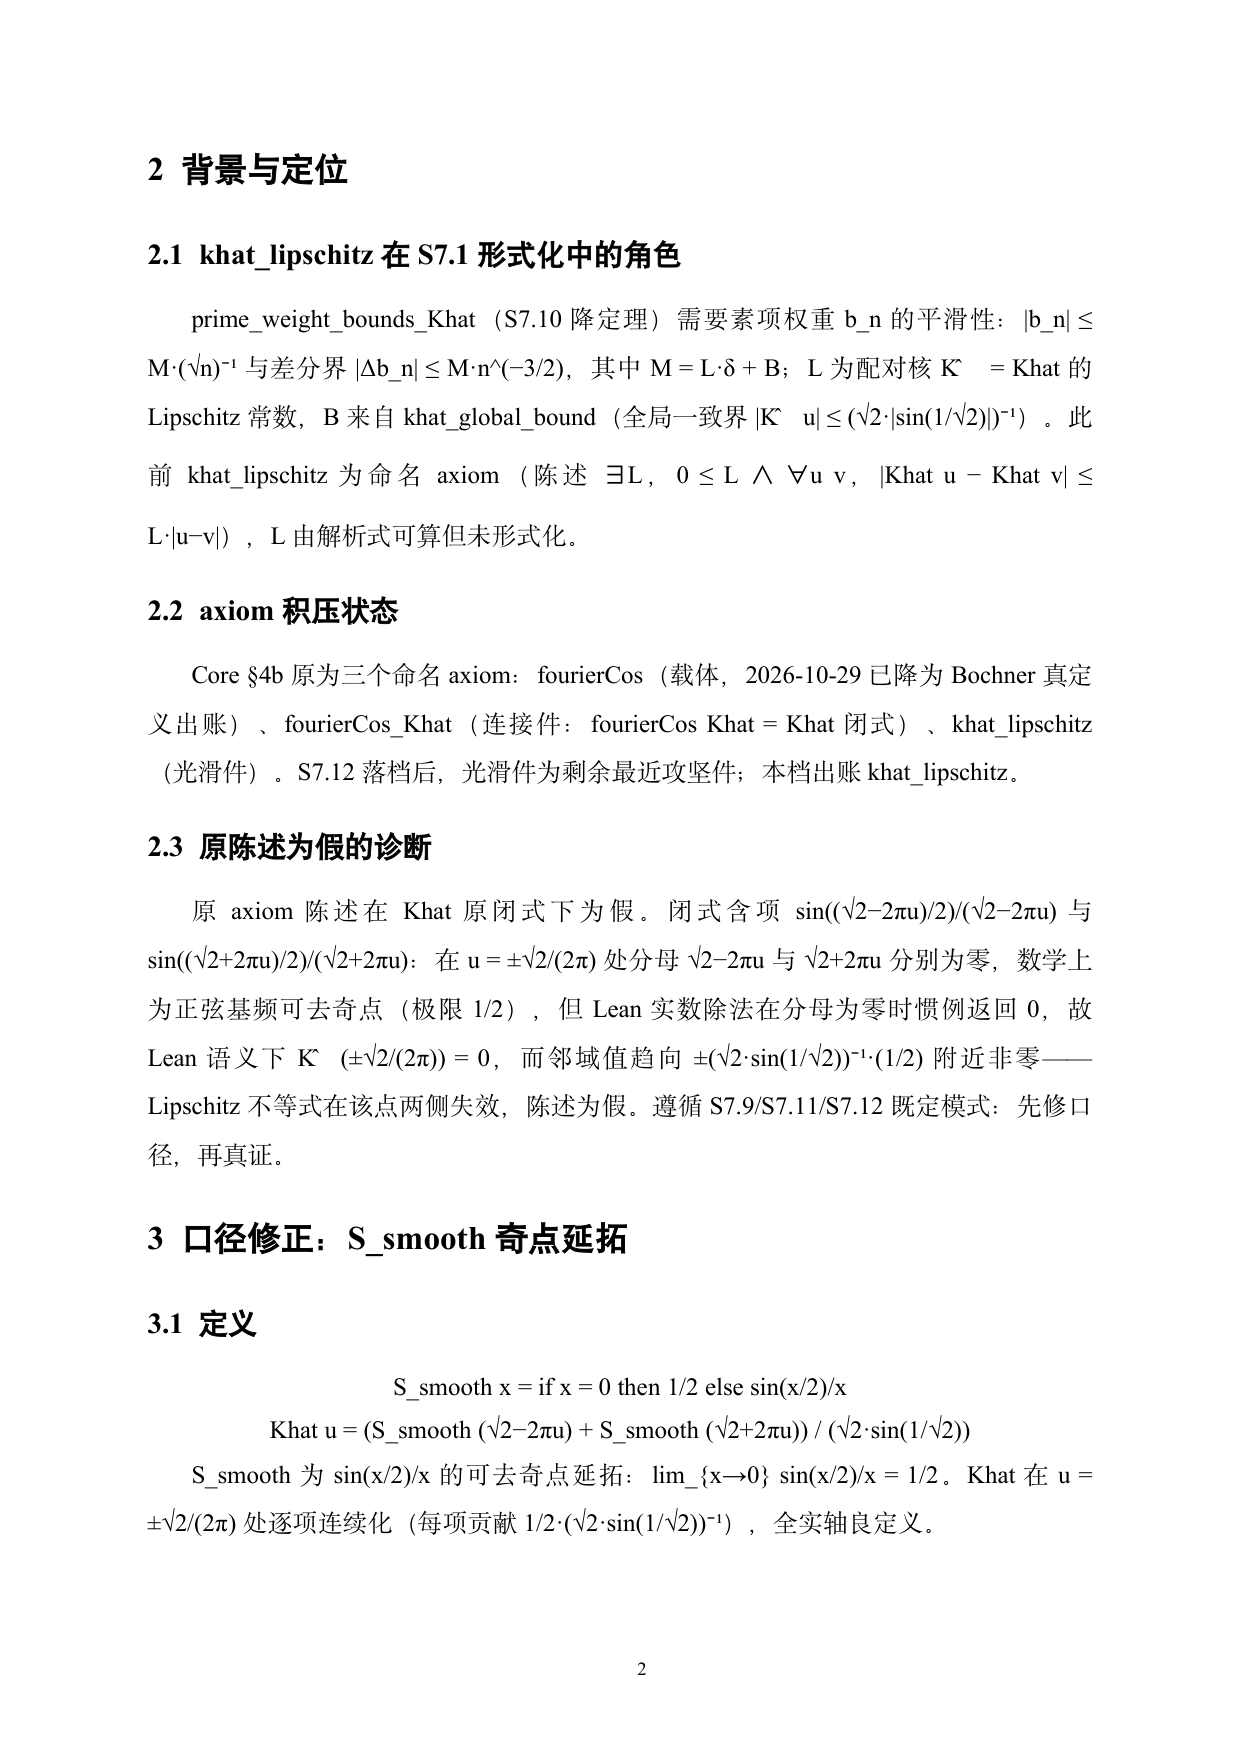 2 背景与定位
2.1 khat_lipschitz 在 S7.1 形式化中的角色
prime_weight_bounds_Khat（S7.10 降定理）需要素项权重 b_n 的平滑性：|b_n| ≤
M·(√n)⁻¹ 与差分界 |Δb_n| ≤ M·n^(−3/2)，其中 M = L·δ + B；L 为配对核 K̂ = Khat 的
Lipschitz 常数，B 来自 khat_global_bound（全局一致界 |K̂ u| ≤ (√2·|sin(1/√2)|)⁻¹）。此
前 khat_lipschitz 为命名 axiom（陈述 ∃L，0 ≤ L ∧ ∀u v，|Khat u − Khat v| ≤
L·|u−v|），L 由解析式可算但未形式化。
2.2 axiom 积压状态
Core §4b 原为三个命名 axiom：fourierCos（载体，2026-10-29 已降为 Bochner 真定
义出账）、fourierCos_Khat（连接件：fourierCos Khat = Khat 闭式）、khat_lipschitz
（光滑件）。S7.12 落档后，光滑件为剩余最近攻坚件；本档出账 khat_lipschitz。
2.3 原陈述为假的诊断
原 axiom 陈述在 Khat 原闭式下为假。闭式含项 sin((√2−2πu)/2)/(√2−2πu) 与
sin((√2+2πu)/2)/(√2+2πu)：在 u = ±√2/(2π) 处分母 √2−2πu 与 √2+2πu 分别为零，数学上
为正弦基频可去奇点（极限 1/2），但 Lean 实数除法在分母为零时惯例返回 0，故
Lean 语义下 K̂ (±√2/(2π)) = 0，而邻域值趋向 ±(√2·sin(1/√2))⁻¹·(1/2) 附近非零——
Lipschitz 不等式在该点两侧失效，陈述为假。遵循 S7.9/S7.11/S7.12 既定模式：先修口
径，再真证。
3 口径修正：S_smooth 奇点延拓
3.1 定义
S_smooth x = if x = 0 then 1/2 else sin(x/2)/x
Khat u = (S_smooth (√2−2πu) + S_smooth (√2+2πu)) / (√2·sin(1/√2))
S_smooth 为 sin(x/2)/x 的可去奇点延拓：lim_{x→0} sin(x/2)/x = 1/2。Khat 在 u =
±√2/(2π) 处逐项连续化（每项贡献 1/2·(√2·sin(1/√2))⁻¹），全实轴良定义。
2